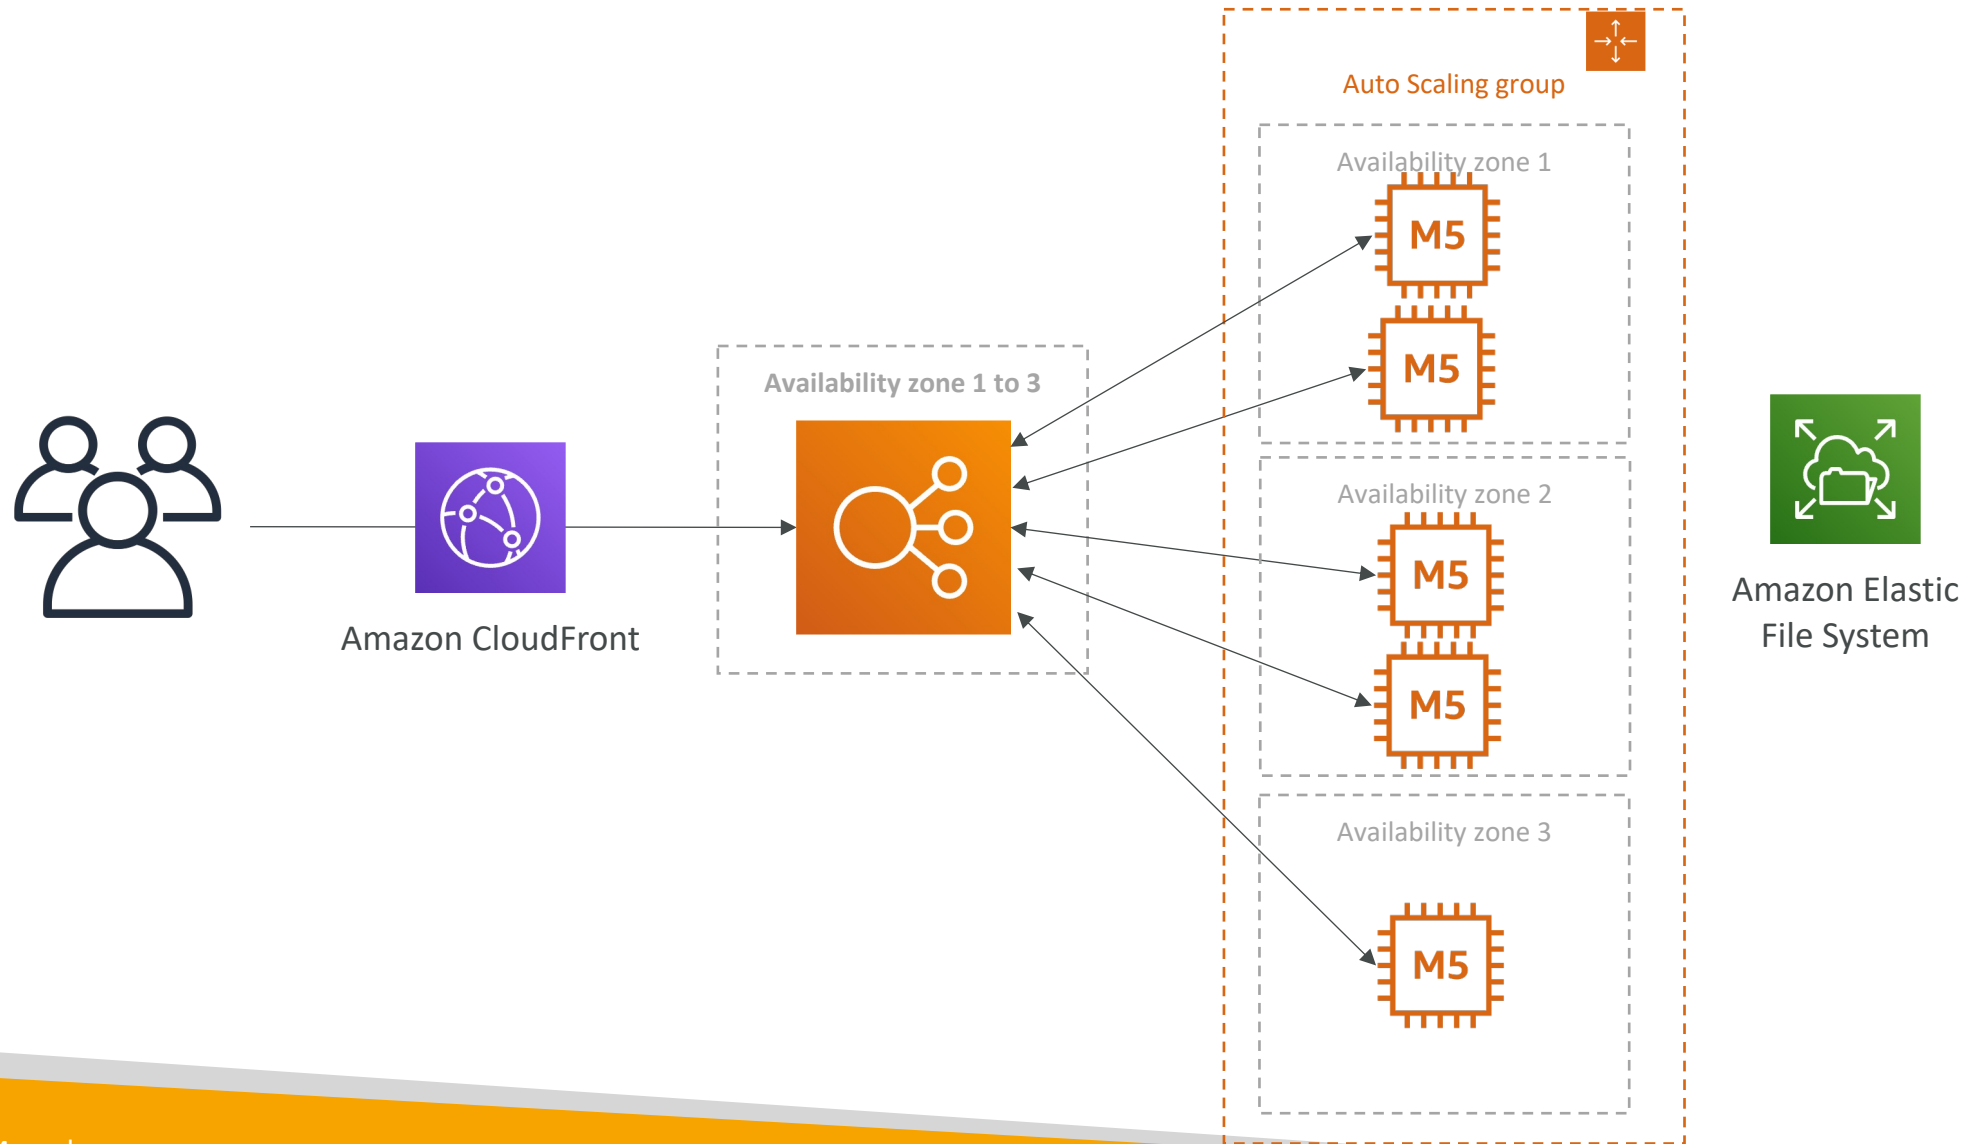 Auto Scaling group
Availability zone 1
M5
M5
Availability zone 1 to 3
Amazon CloudFront
Availability zone 2
M5
M5
Availability zone 3
M5
Amazon Elastic
File System